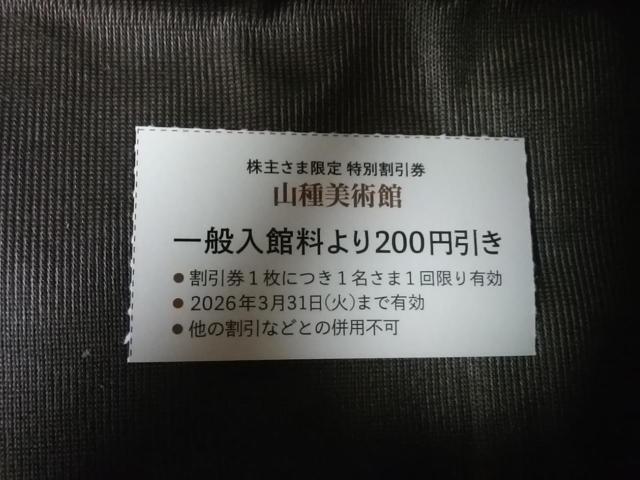 株主さま限定 特別割引券
山種美術館
一般入館料より200円引き
●割引券1枚につき1名さま1回限り有効
●2026年3月31日(火)まで有効
●他の割引などとの併用不可